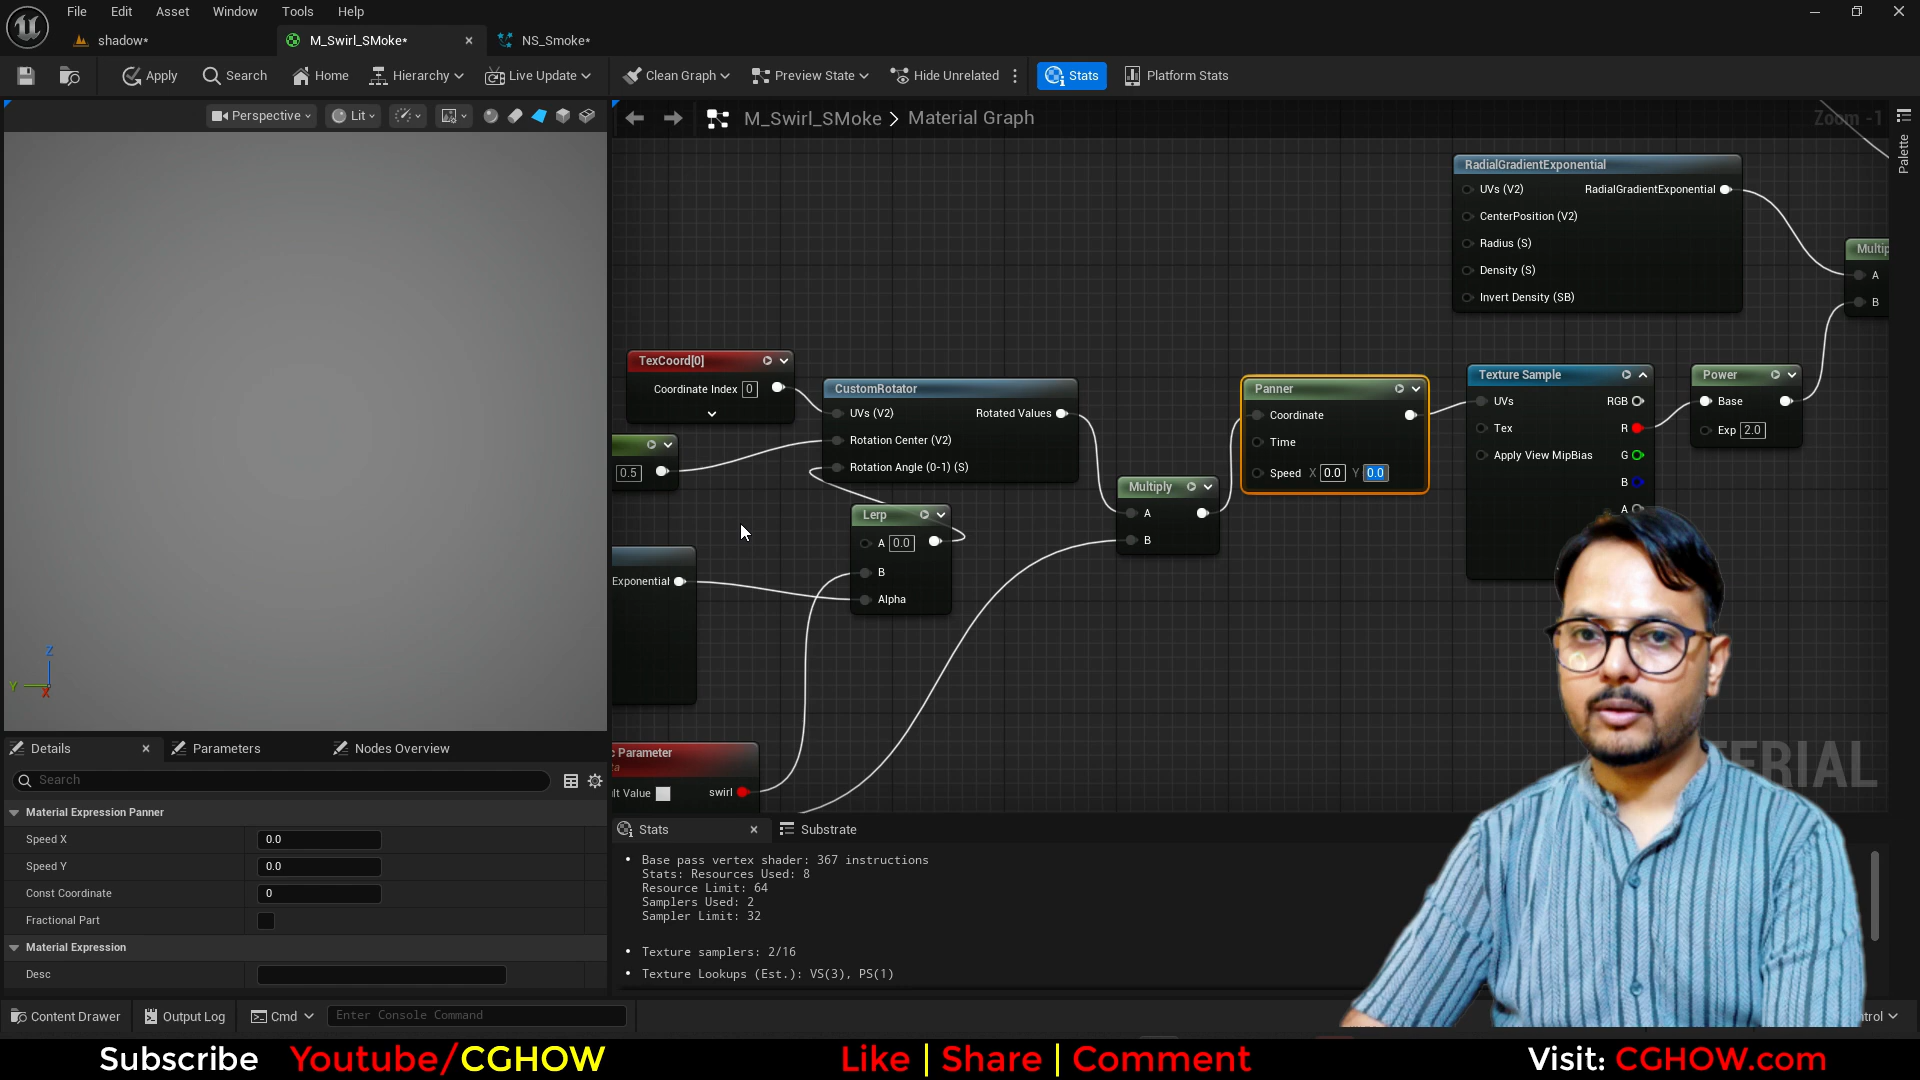 File Edit Asset Window Tools Help
shadow*
M_Swirl_SMoke*
NS_Smoke*
Apply Search Home Hierarchy Live Update Clean Graph Preview State Hide Unrelated Stats Platform Stats
Perspective Lit
M_Swirl_SMoke > Material Graph
Zoom -1
Palette
RadialGradientExponential
UVs (V2) RadialGradientExponential
CenterPosition (V2)
Radius (S)
Density (S)
Invert Density (SB)
A
B
TexCoord[0]
Coordinate Index 0
CustomRotator
UVs (V2) Rotated Values
Rotation Center (V2)
Rotation Angle (0-1) (S)
0.5
Panner
Coordinate
Time
Speed X 0.0 Y 0.0
Texture Sample
UVs RGB
Tex R
Apply View MipBias G
B
A
Power
Base
Exp 2.0
Multiply
A
B
Lerp
A 0.0
B
Alpha
Exponential
c Parameter
lt Value swirl
Z
Y
X
Details Parameters Nodes Overview
Search
Material Expression Panner
Speed X 0.0
Speed Y 0.0
Const Coordinate 0
Fractional Part
Material Expression
Desc
Stats Substrate
• Base pass vertex shader: 367 instructions
Stats: Resources Used: 8
Resource Limit: 64
Samplers Used: 2
Sampler Limit: 32
• Texture samplers: 2/16
• Texture Lookups (Est.): VS(3), PS(1)
ERIAL
Content Drawer Output Log Cmd Enter Console Command
Subscribe Youtube/CGHOW Like | Share | Comment Visit: CGHOW.com